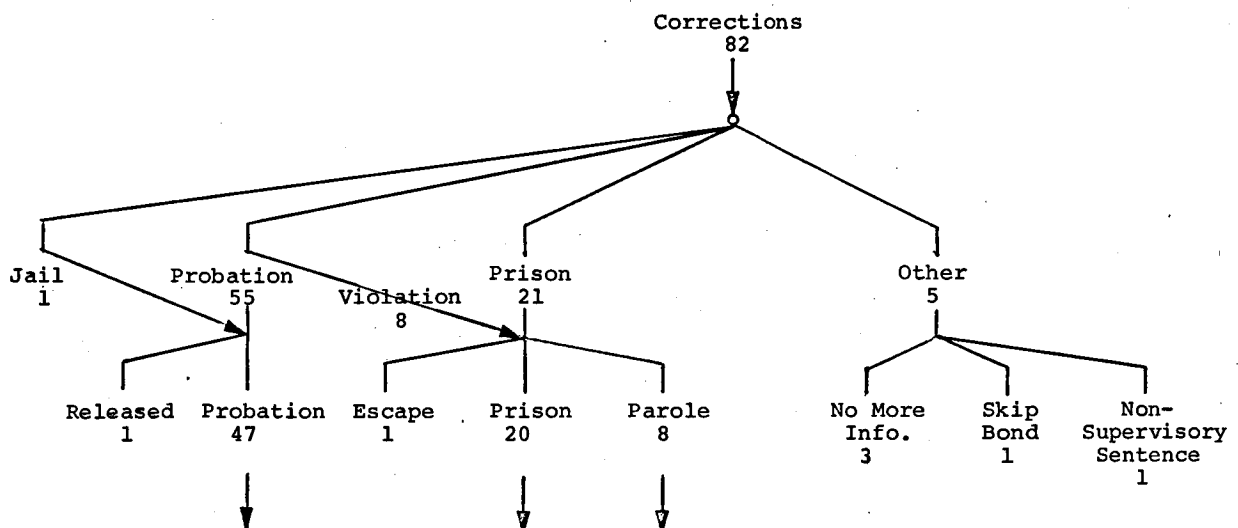 Corrections
82
Jail
1
Probation
55
Violation
8
Prison
21
Other
5
Released
1
Probation
47
Escape
1
Prison
20
Parole
8
No More
Info.
3
Skip
Bond
1
Non-
Supervisory
Sentence
1